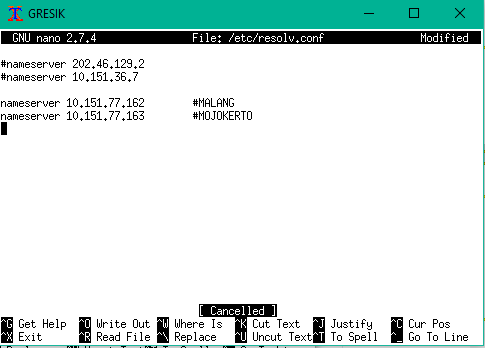 GRESIK
GNU nano 2.7.4 File: /etc/resolv.conf Modified
#nameserver 202.46.129.2
#nameserver 10.151.36.7
nameserver 10.151.77.162 #MALANG
nameserver 10.151.77.163 #MOJOKERTO
[ Cancelled ]
^G Get Help ^O Write Out ^W Where Is ^K Cut Text ^J Justify ^C Cur Pos
^X Exit ^R Read File ^\ Replace ^U Uncut Text ^T To Spell ^_ Go To Line